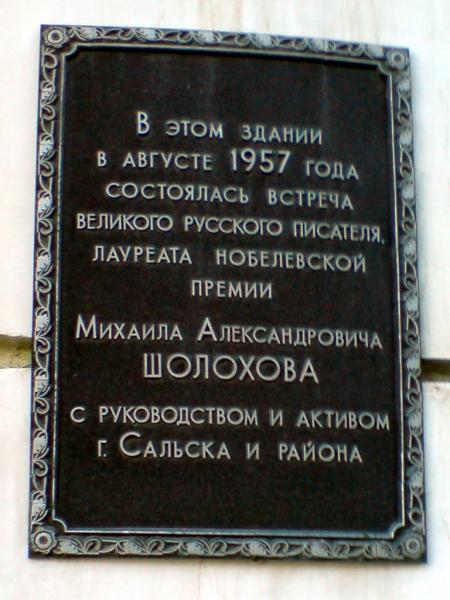 В ЭТОМ ЗДАНИИ
В АВГУСТЕ 1957 ГОДА
СОСТОЯЛАСЬ ВСТРЕЧА
ВЕЛИКОГО РУССКОГО ПИСАТЕЛЯ,
ЛАУРЕАТА НОБЕЛЕВСКОЙ
ПРЕМИИ
МИХАИЛА АЛЕКСАНДРОВИЧА
ШОЛОХОВА
С РУКОВОДСТВОМ И АКТИВОМ
Г. САЛЬСКА И РАЙОНА